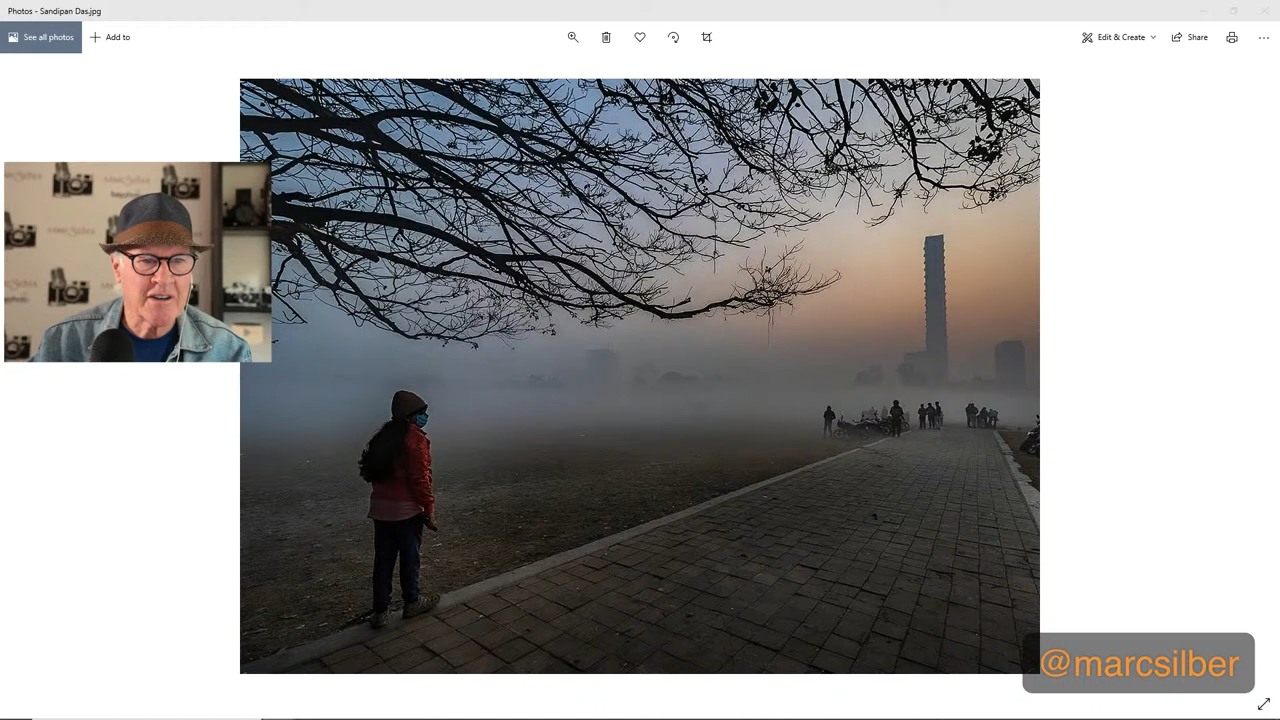 Photos - Sandipan Das.jpg
See all photos
Add to
Edit & Create
Share
@marcsilber